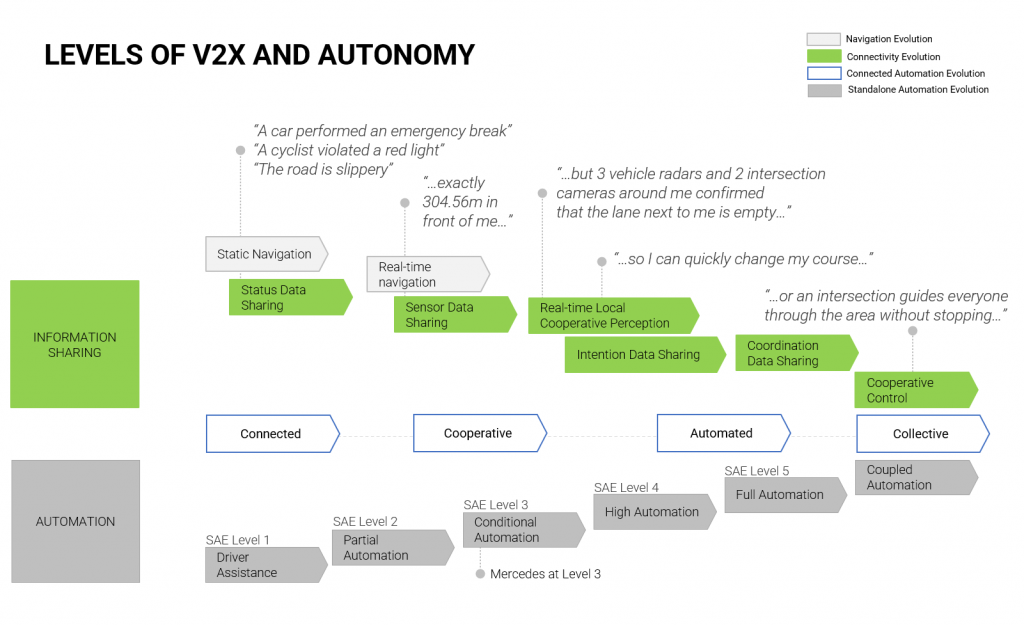 LEVELS OF V2X AND AUTONOMY
Navigation Evolution
Connectivity Evolution
Connected Automation Evolution
Standalone Automation Evolution
“A car performed an emergency break”
“A cyclist violated a red light”
“The road is slippery”
“…exactly
304.56m in
front of me…”
“…but 3 vehicle radars and 2 intersection
cameras around me confirmed
that the lane next to me is empty…”
“…so I can quickly change my course…”
“…or an intersection guides everyone
through the area without stopping…”
Static Navigation
Status Data
Sharing
Real-time
navigation
Sensor Data
Sharing
Real-time Local
Cooperative Perception
Intention Data Sharing
Coordination
Data Sharing
Cooperative
Control
INFORMATION
SHARING
Connected
Cooperative
Automated
Collective
AUTOMATION
SAE Level 1
Driver
Assistance
SAE Level 2
Partial
Automation
SAE Level 3
Conditional
Automation
Mercedes at Level 3
SAE Level 4
High Automation
SAE Level 5
Full Automation
Coupled
Automation